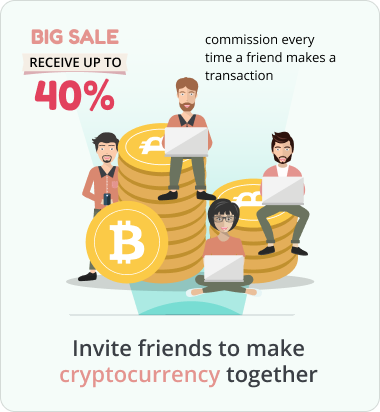 BIG SALE
RECEIVE UP TO
40%
commission every
time a friend makes a
transaction
Invite friends to make
cryptocurrency together